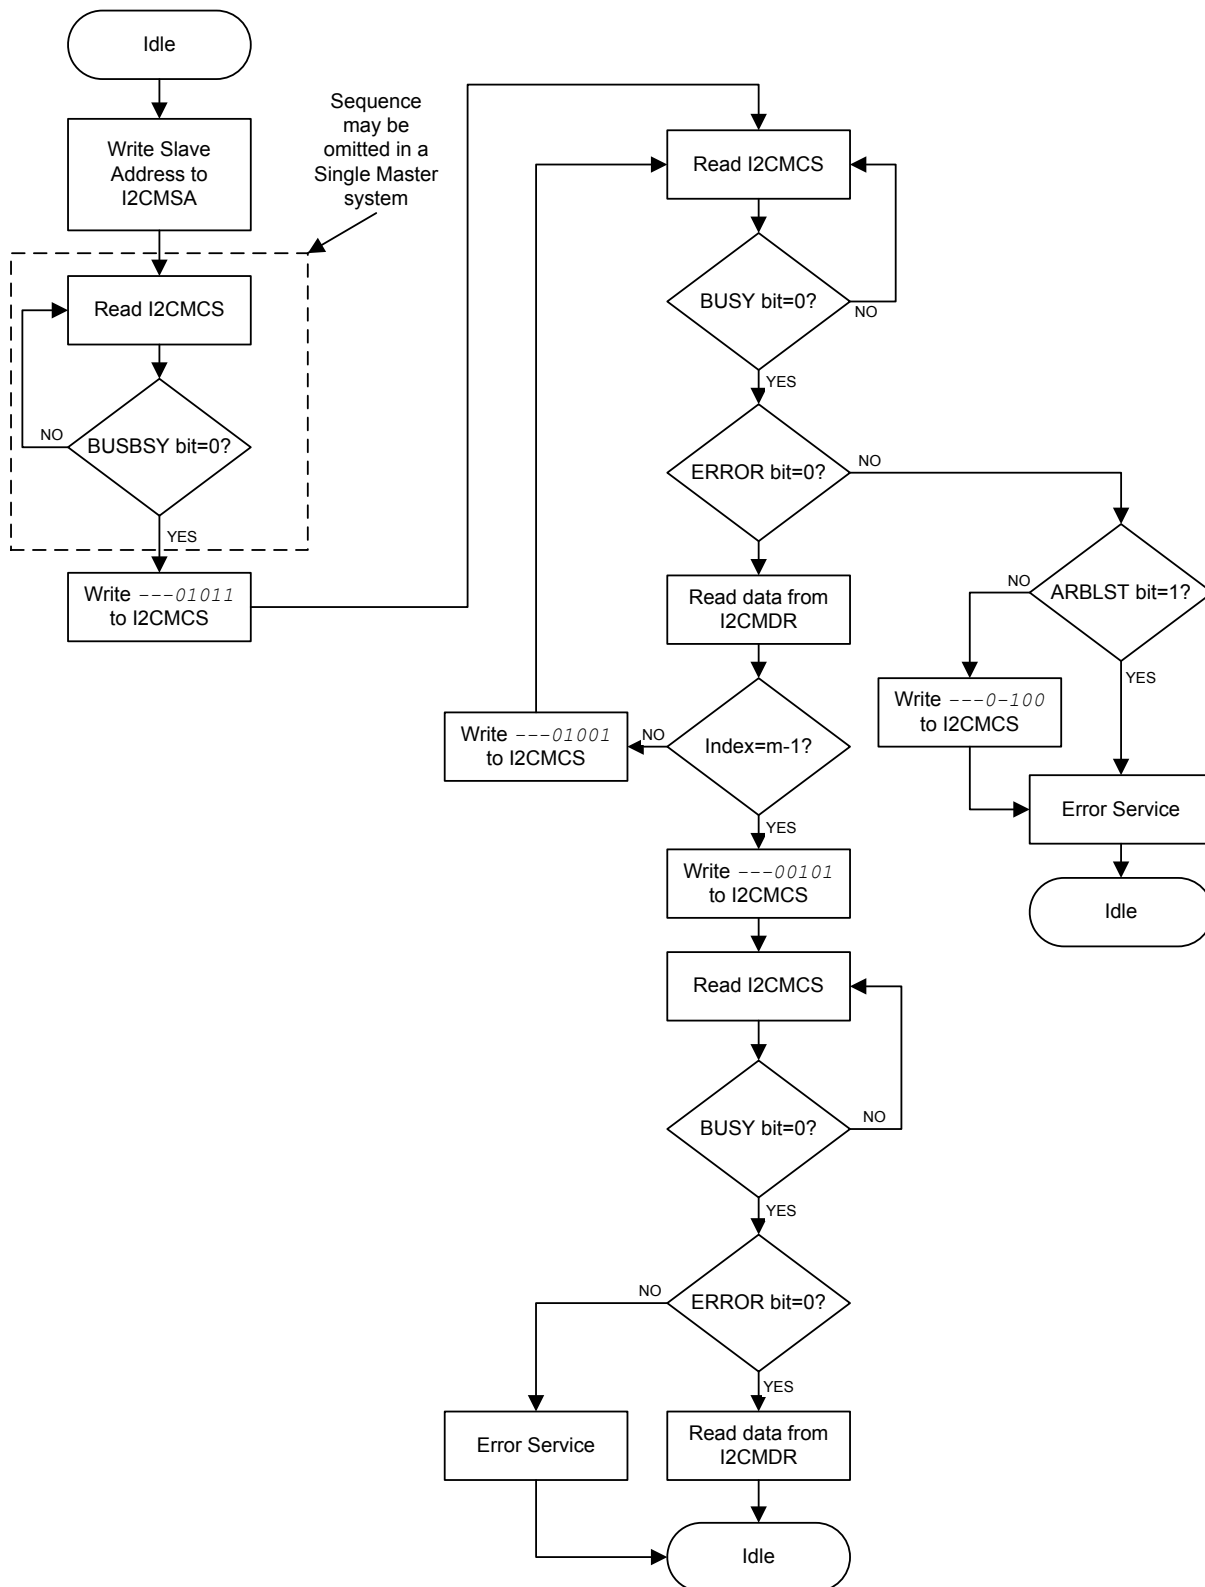 Idle
Write Slave
Address to
I2CMSA
Sequence
may be
omitted in a
Single Master
system
Read I2CMCS
BUSBSY bit=0?
NO
YES
Write ---01011
to I2CMCS
Read I2CMCS
BUSY bit=0?
NO
YES
ERROR bit=0?
NO
Read data from
I2CMDR
ARBLST bit=1?
NO
YES
Write ---0-100
to I2CMCS
Error Service
Idle
Index=m-1?
NO
Write ---01001
to I2CMCS
YES
Write ---00101
to I2CMCS
Read I2CMCS
BUSY bit=0?
NO
YES
ERROR bit=0?
NO
YES
Error Service
Read data from
I2CMDR
Idle